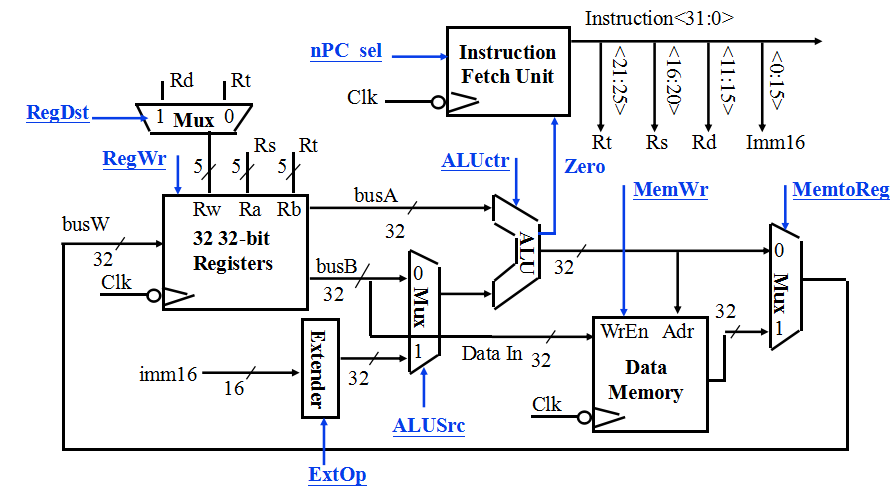 Instruction<31:0>
nPC_sel
Instruction
Fetch Unit
Clk
<21:25>
<16:20>
<11:15>
<0:15>
Rt
Rs
Rd
Imm16
Rd
Rt
RegDst
1 Mux 0
RegWr
5
5
Rs
5
Rt
ALUctr
Zero
MemWr
MemtoReg
busW
32
Clk
Rw Ra Rb
32 32-bit
Registers
busA
32
busB
32
0
Mux
1
ALU
32
0
Mux
1
32
imm16
16
Extender
32
Data In
32
WrEn Adr
Data
Memory
Clk
ALUSrc
ExtOp